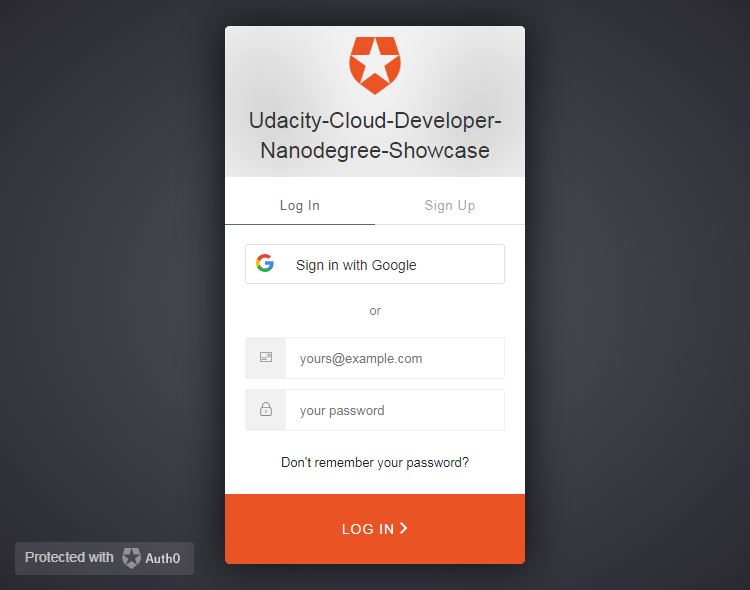 Udacity-Cloud-Developer-
Nanodegree-Showcase
Log In
Sign Up
Sign in with Google
or
yours@example.com
your password
Don't remember your password?
LOG IN
Protected with Auth0